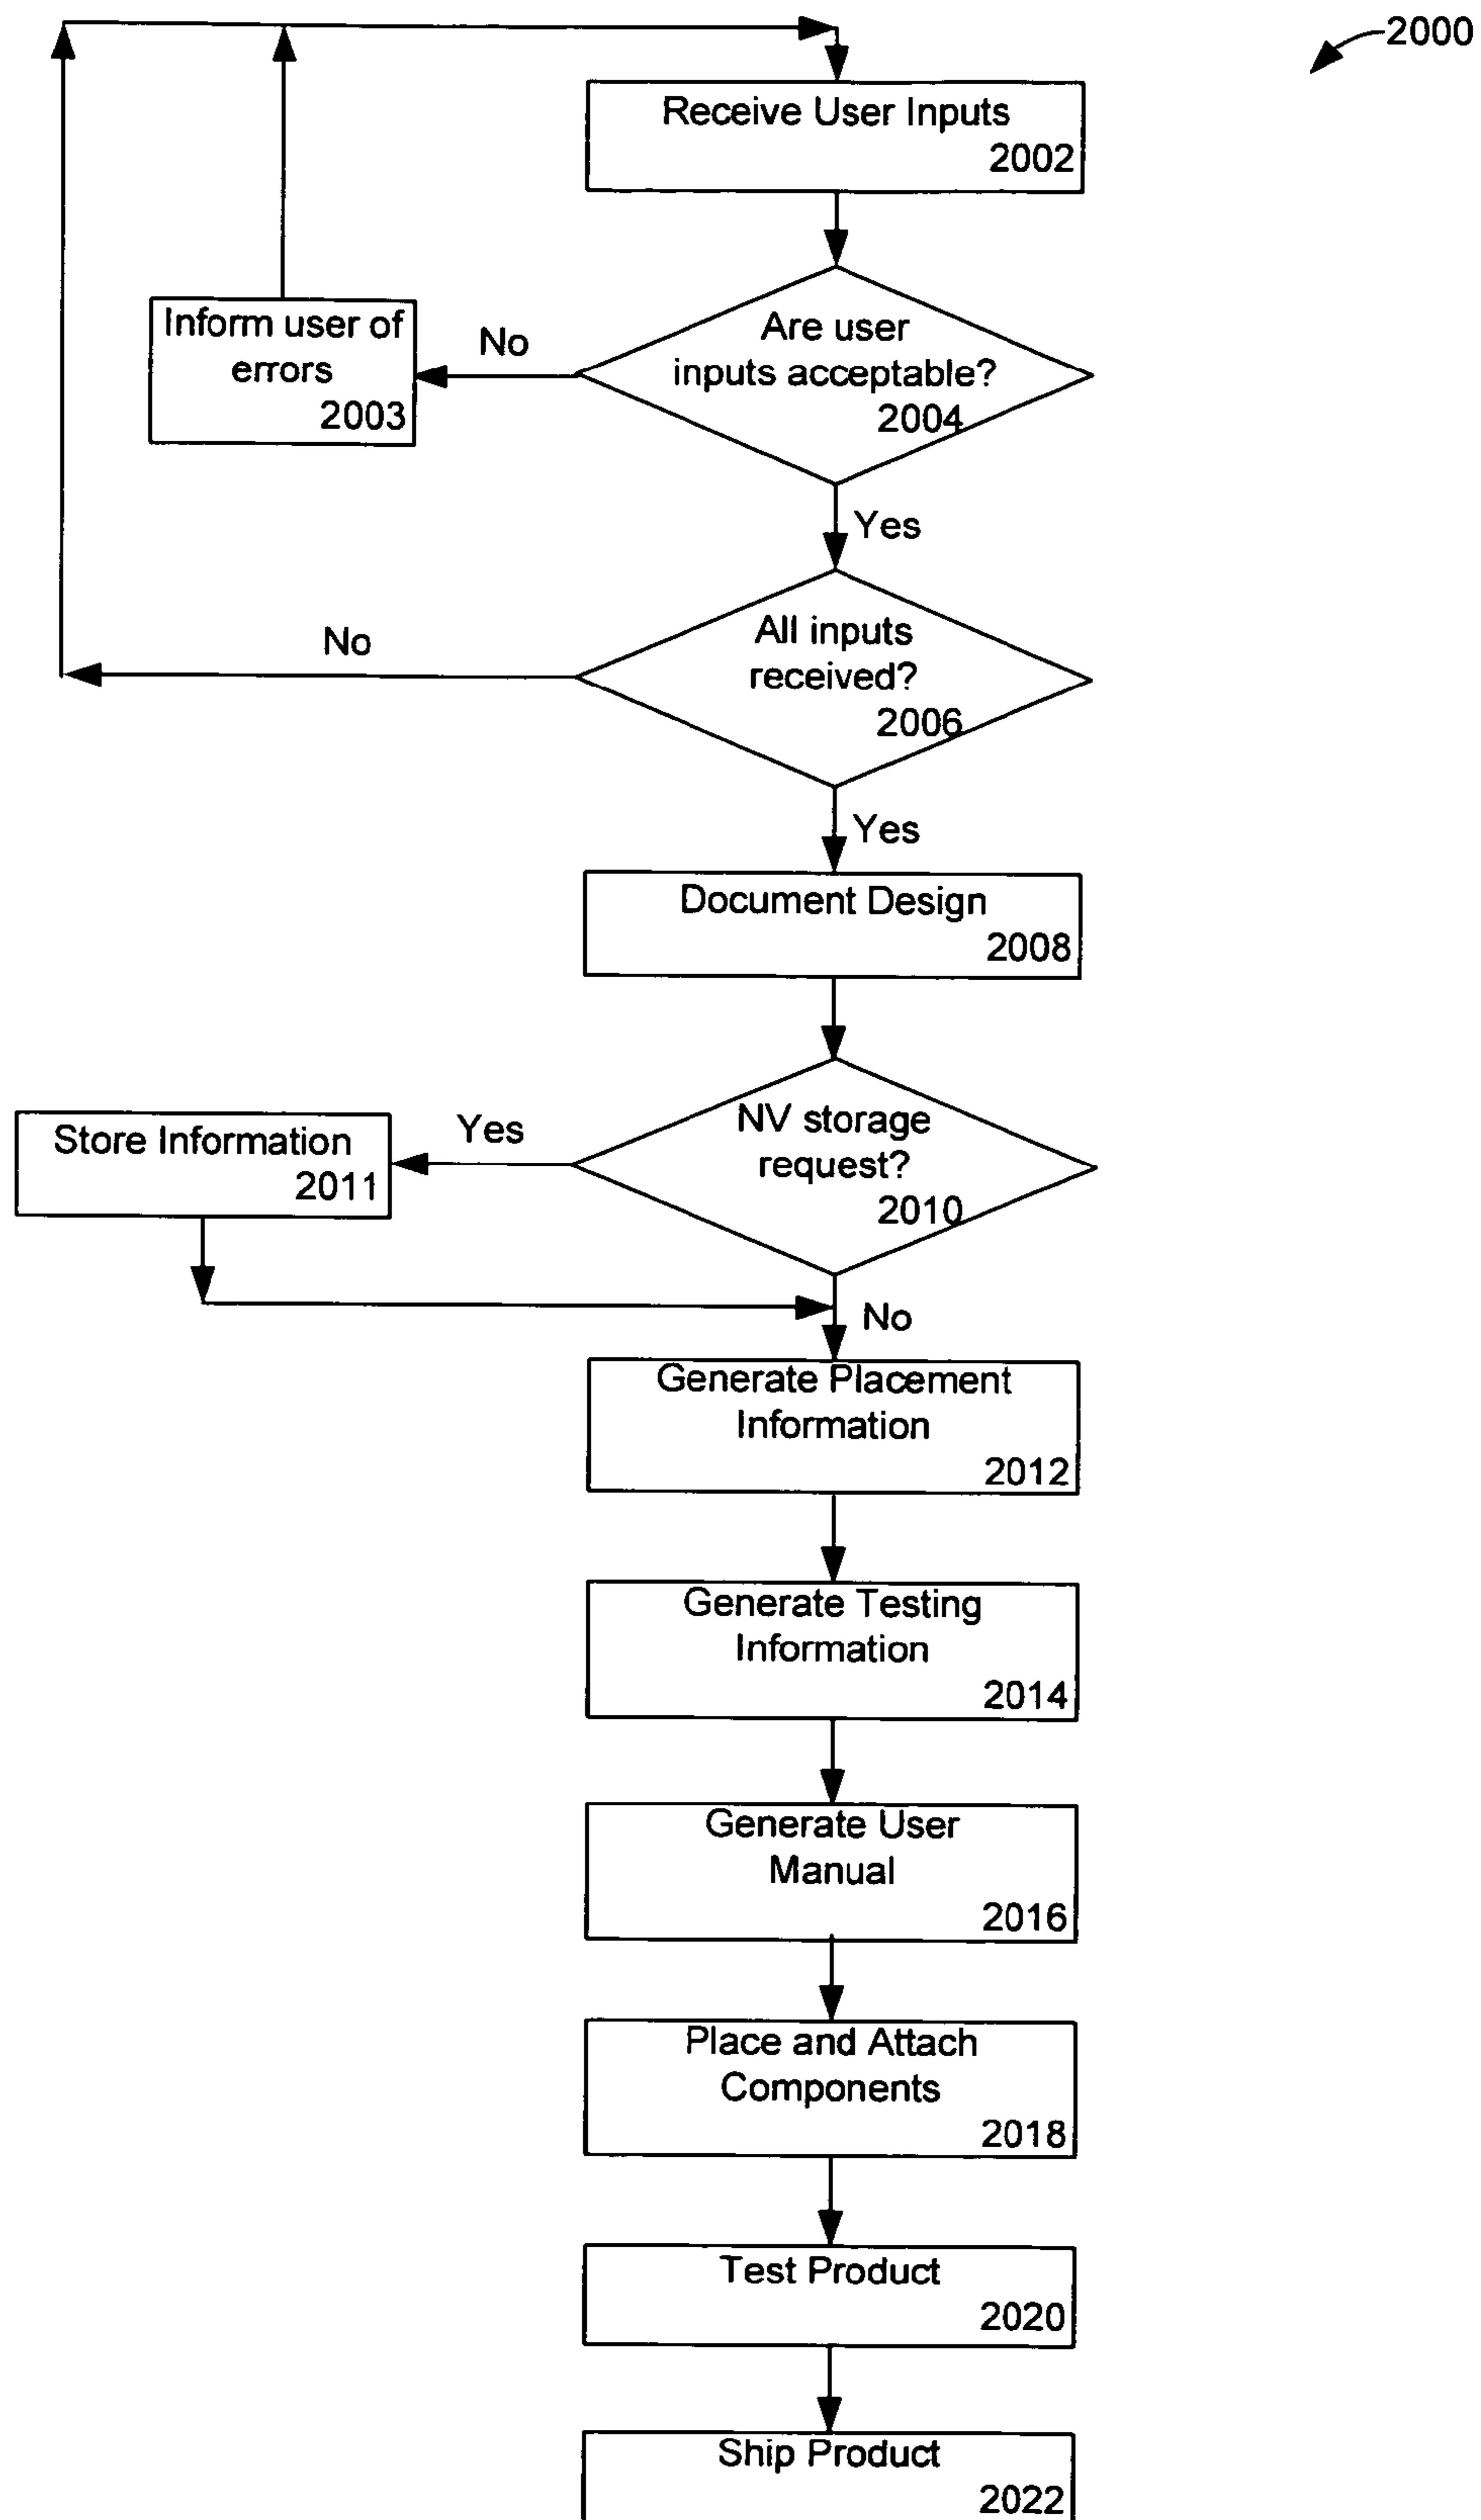 2000
Receive User Inputs
2002
Are user
inputs acceptable?
2004
No
Inform user of
errors
2003
Yes
All inputs
received?
2006
No
Yes
Document Design
2008
NV storage
request?
2010
Yes
Store Information
2011
No
Generate Placement
Information
2012
Generate Testing
Information
2014
Generate User
Manual
2016
Place and Attach
Components
2018
Test Product
2020
Ship Product
2022